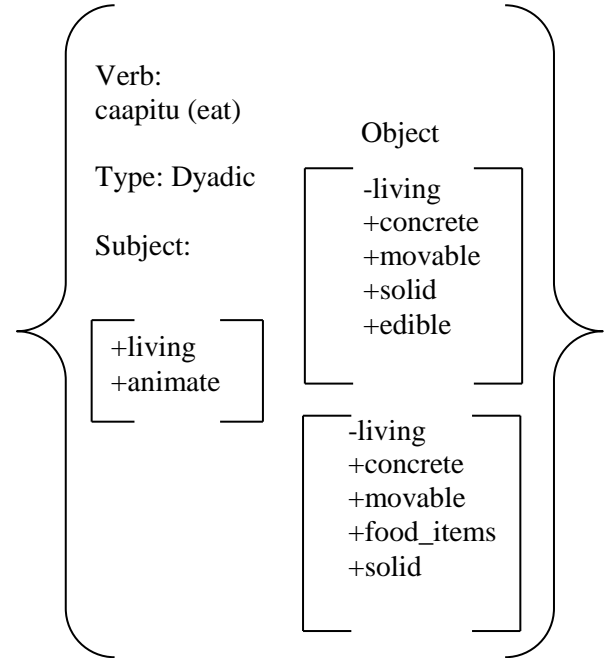 Verb:
caapitu (eat)
Type: Dyadic
Subject:
+living
+animate
Object
-living
+concrete
+movable
+solid
+edible
-living
+concrete
+movable
+food_items
+solid